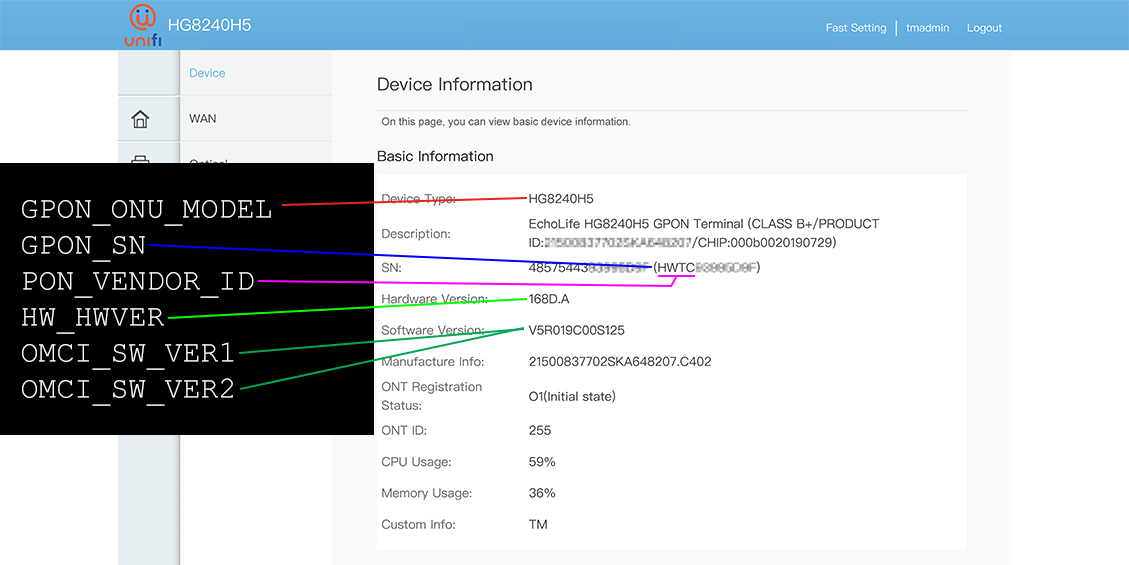 unifi
HG8240H5
Fast Setting
tmadmin
Logout
Device
WAN
Optical
Device Information
On this page, you can view basic device information.
Basic Information
GPON_ONU_MODEL
GPON_SN
PON_VENDOR_ID
HW_HWVER
OMCI_SW_VER1
OMCI_SW_VER2
Device Type: HG8240H5
Description: EchoLife HG8240H5 GPON Terminal (CLASS B+/PRODUCT
ID: /CHIP:000b0020190729)
SN: 48575443 (HWTC )
Hardware Version: 168D.A
Software Version: V5R019C00S125
Manufacture Info: 21500837702SKA648207.C402
ONT Registration
Status: O1(Initial state)
ONT ID: 255
CPU Usage: 59%
Memory Usage: 36%
Custom Info: TM